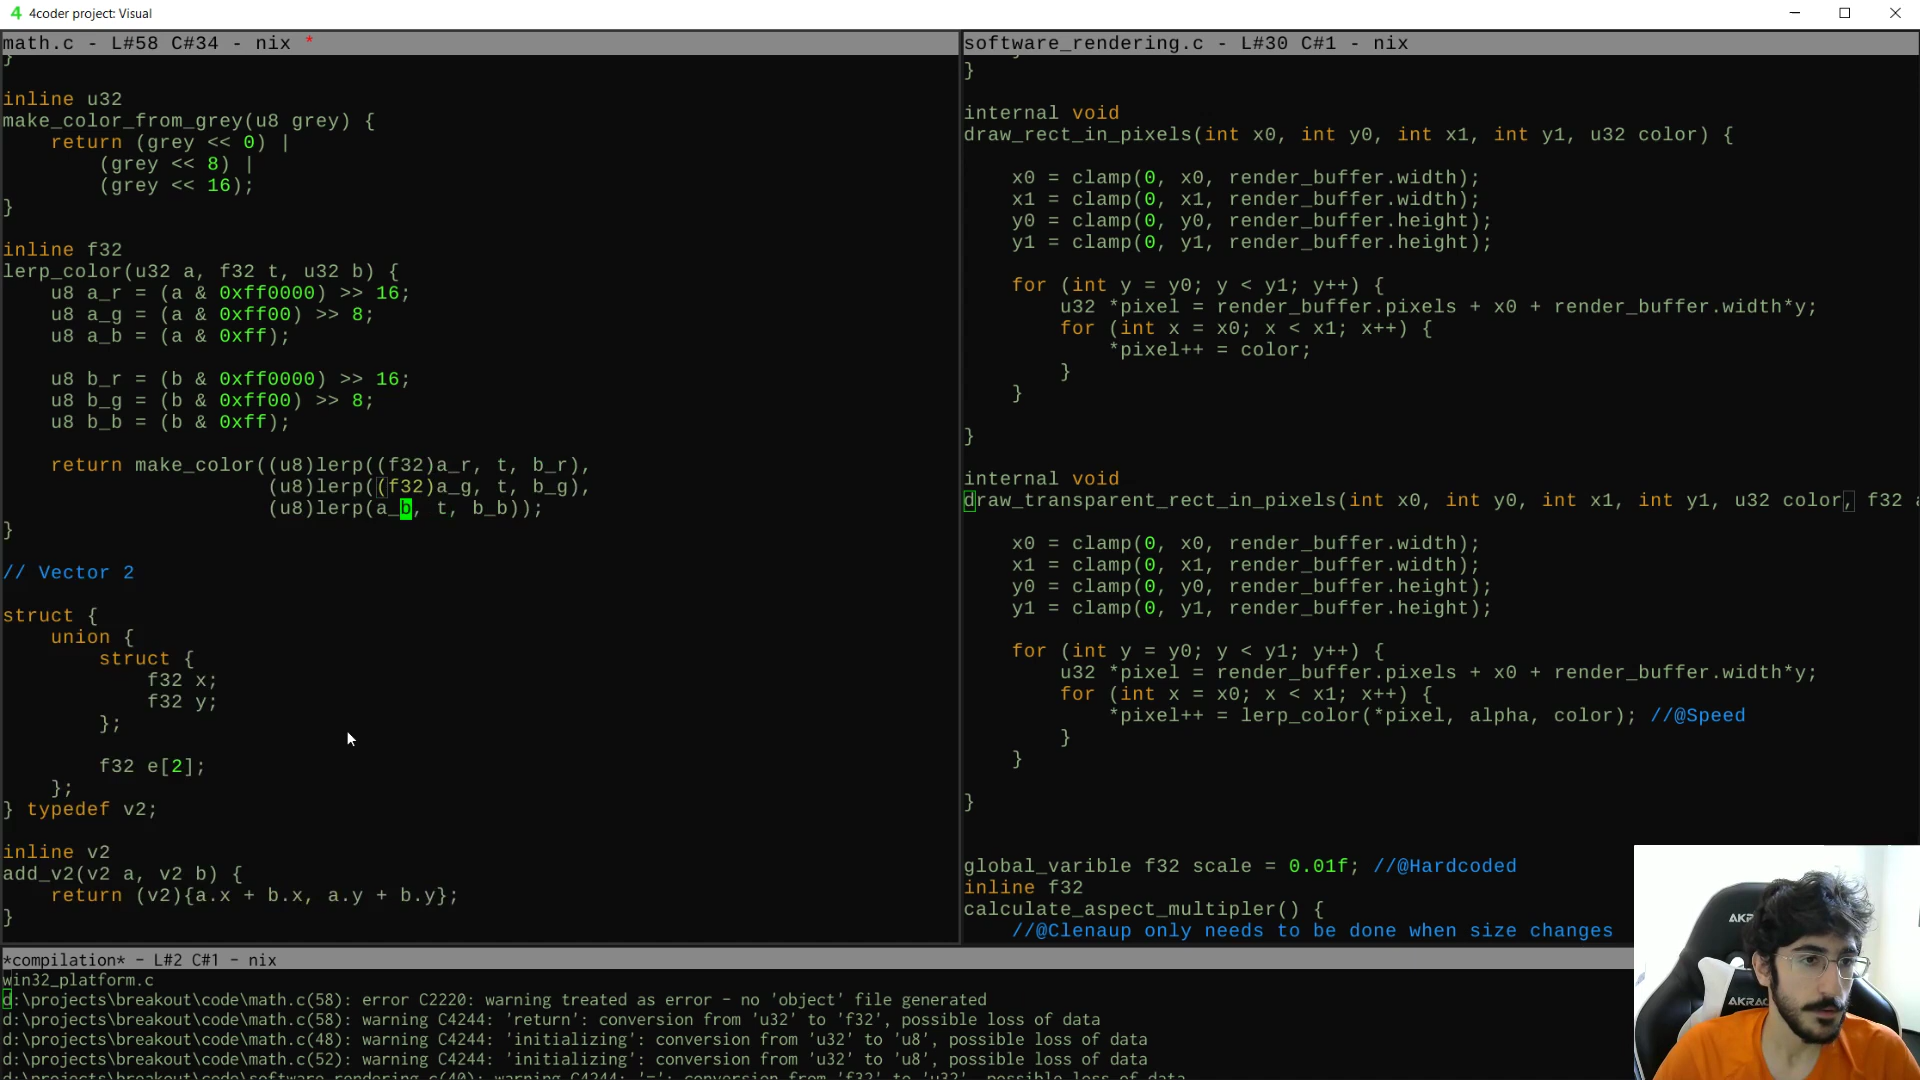 4coder project: Visual
math.c - L#58 C#34 - nix *
}
inline u32
make_color_from_grey(u8 grey) {
return (grey << 0) |
(grey << 8) |
(grey << 16);
}
inline f32
lerp_color(u32 a, f32 t, u32 b) {
u8 a_r = (a & 0xff0000) >> 16;
u8 a_g = (a & 0xff00) >> 8;
u8 a_b = (a & 0xff);
u8 b_r = (b & 0xff0000) >> 16;
u8 b_g = (b & 0xff00) >> 8;
u8 b_b = (b & 0xff);
return make_color((u8)lerp((f32)a_r, t, b_r),
(u8)lerp((f32)a_g, t, b_g),
(u8)lerp(a_b, t, b_b));
}
// Vector 2
struct {
union {
struct {
f32 x;
f32 y;
};
f32 e[2];
};
} typedef v2;
inline v2
add_v2(v2 a, v2 b) {
return (v2){a.x + b.x, a.y + b.y};
}
software_rendering.c - L#30 C#1 - nix
}
internal void
draw_rect_in_pixels(int x0, int y0, int x1, int y1, u32 color) {
x0 = clamp(0, x0, render_buffer.width);
x1 = clamp(0, x1, render_buffer.width);
y0 = clamp(0, y0, render_buffer.height);
y1 = clamp(0, y1, render_buffer.height);
for (int y = y0; y < y1; y++) {
u32 *pixel = render_buffer.pixels + x0 + render_buffer.width*y;
for (int x = x0; x < x1; x++) {
*pixel++ = color;
}
}
}
internal void
draw_transparent_rect_in_pixels(int x0, int y0, int x1, int y1, u32 color, f32
x0 = clamp(0, x0, render_buffer.width);
x1 = clamp(0, x1, render_buffer.width);
y0 = clamp(0, y0, render_buffer.height);
y1 = clamp(0, y1, render_buffer.height);
for (int y = y0; y < y1; y++) {
u32 *pixel = render_buffer.pixels + x0 + render_buffer.width*y;
for (int x = x0; x < x1; x++) {
*pixel++ = lerp_color(*pixel, alpha, color); //@Speed
}
}
}
global_varible f32 scale = 0.01f; //@Hardcoded
inline f32
calculate_aspect_multipler() {
//@Clenaup only needs to be done when size changes
*compilation* - L#2 C#1 - nix
win32_platform.c
d:\projects\breakout\code\math.c(58): error C2220: warning treated as error - no 'object' file generated
d:\projects\breakout\code\math.c(58): warning C4244: 'return': conversion from 'u32' to 'f32', possible loss of data
d:\projects\breakout\code\math.c(48): warning C4244: 'initializing': conversion from 'u32' to 'u8', possible loss of data
d:\projects\breakout\code\math.c(52): warning C4244: 'initializing': conversion from 'u32' to 'u8', possible loss of data
d:\projects\breakout\code\software_rendering.c(40): warning C4244: '=': conversion from 'f32' to 'u32', possible loss of data